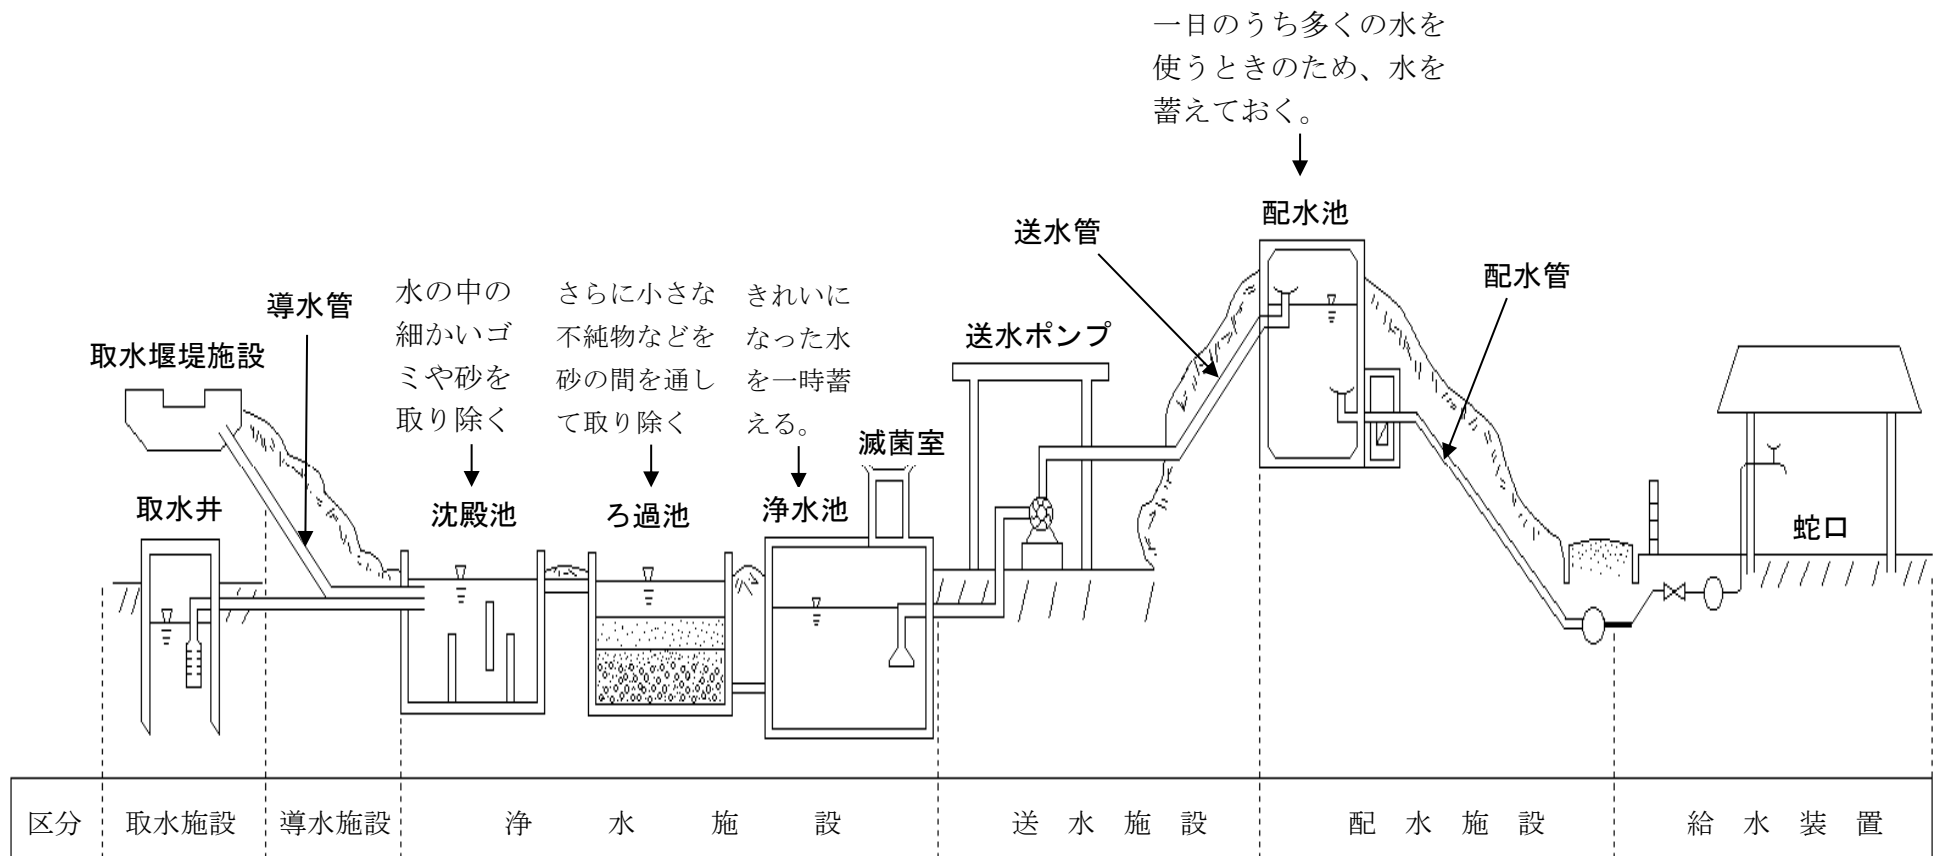 一日のうち多くの水を
使うときのため、水を
蓄えておく。
配水池
送水管
配水管
導水管
水の中の
細かいゴ
ミや砂を
取り除く
さらに小さな
不純物などを
砂の間を通し
て取り除く
きれいに
なった水
を一時蓄
える。
送水ポンプ
取水堰堤施設
滅菌室
取水井
沈殿池
ろ過池
浄水池
蛇口
区分 取水施設 導水施設 浄水施設 送水施設 配水施設 給水装置